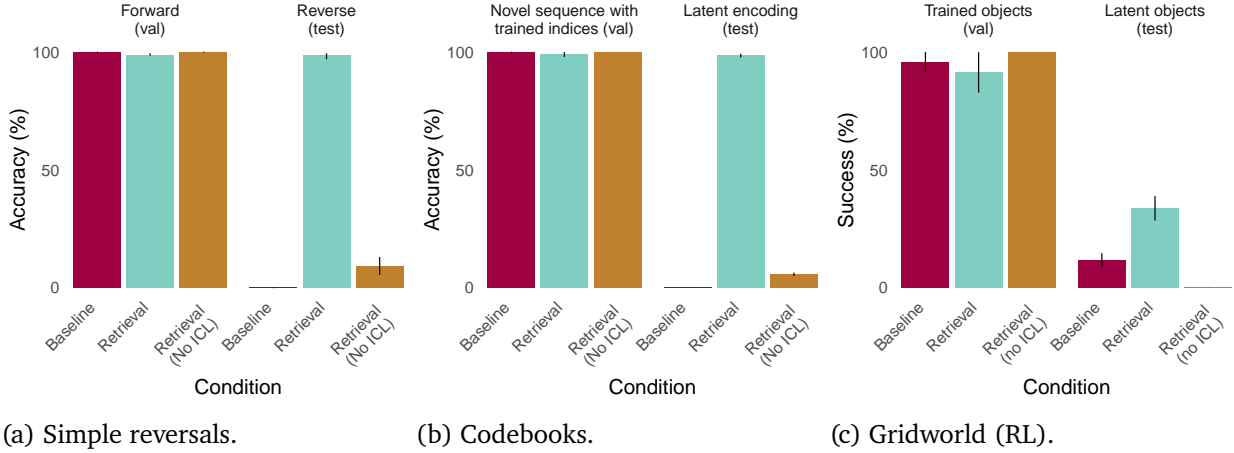 Forward
(val)
Reverse
(test)
Accuracy (%)
100
50
0
Baseline
Retrieval
Retrieval
(No ICL)
Baseline
Retrieval
Retrieval
(No ICL)
Condition
(a) Simple reversals.
Novel sequence with
trained indices (val)
Latent encoding
(test)
Accuracy (%)
100
50
0
Baseline
Retrieval
Retrieval
(No ICL)
Baseline
Retrieval
Retrieval
(No ICL)
Condition
(b) Codebooks.
Trained objects
(val)
Latent objects
(test)
Success (%)
100
50
0
Baseline
Retrieval
Retrieval
(no ICL)
Baseline
Retrieval
Retrieval
(no ICL)
Condition
(c) Gridworld (RL).